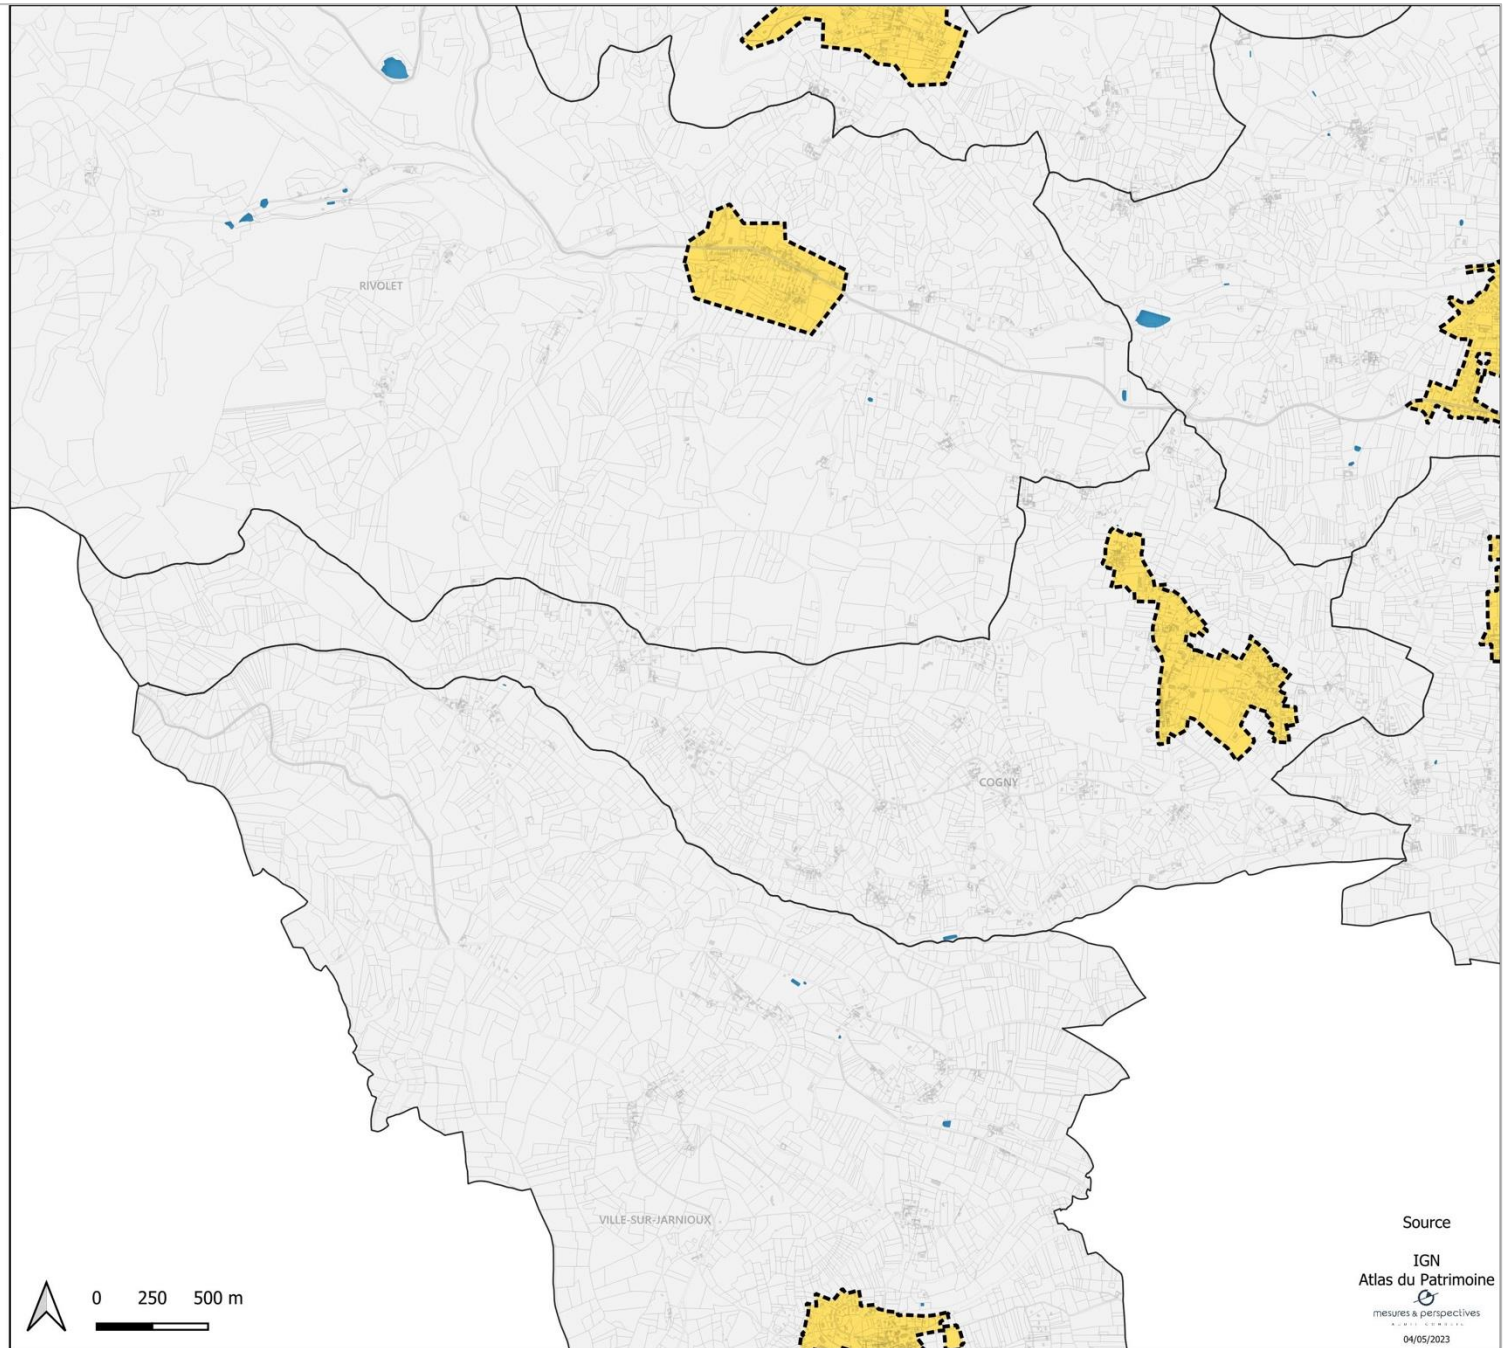 RIVOLET
COGNY
VILLE-SUR-JARNIOUX
0 250 500 m
Source
IGN
Atlas du Patrimoine
mesures & perspectives
04/05/2023